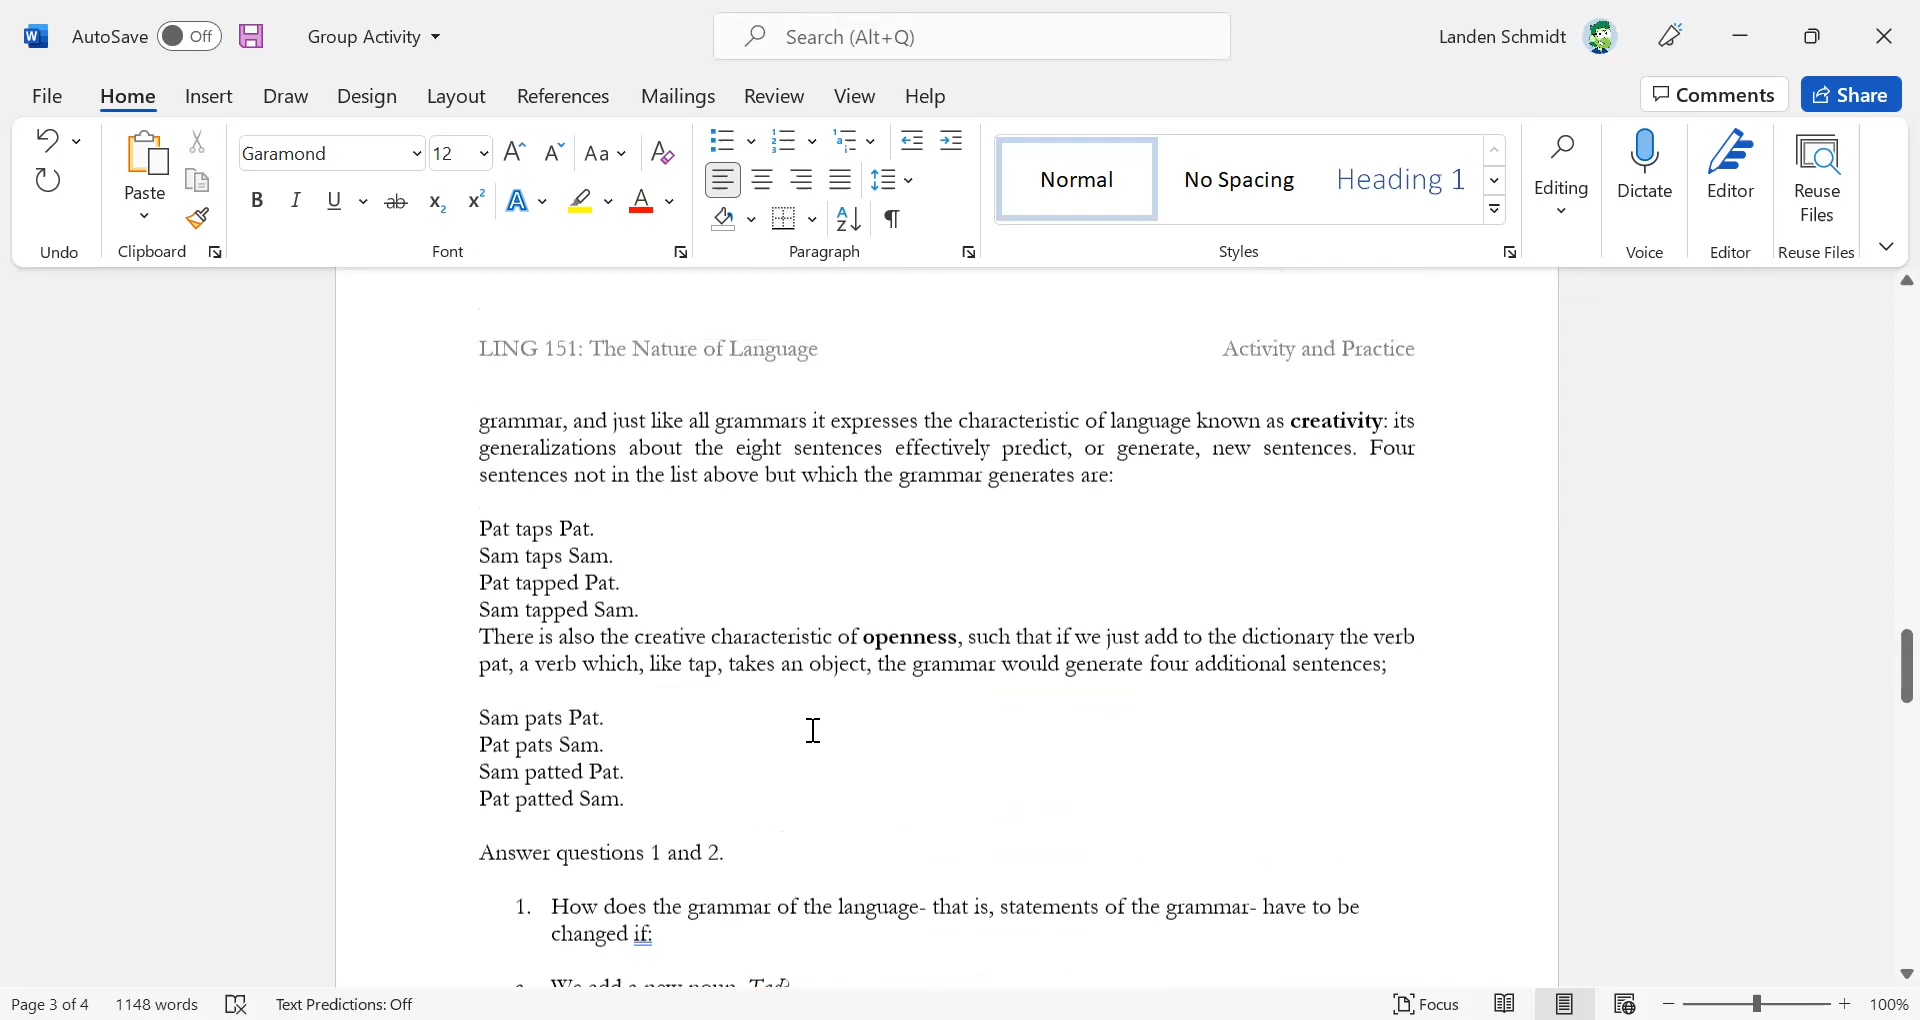 AutoSave Off Group Activity Search (Alt+Q) Landen Schmidt
File Home Insert Draw Design Layout References Mailings Review View Help Comments Share
Paste Garamond 12 Aa Normal No Spacing Heading 1 Editing Dictate Editor Reuse Files
Undo Clipboard Font Paragraph Styles Voice Editor Reuse Files
LING 151: The Nature of Language Activity and Practice
grammar, and just like all grammars it expresses the characteristic of language known as creativity: its
generalizations about the eight sentences effectively predict, or generate, new sentences. Four
sentences not in the list above but which the grammar generates are:
Pat taps Pat.
Sam taps Sam.
Pat tapped Pat.
Sam tapped Sam.
There is also the creative characteristic of openness, such that if we just add to the dictionary the verb
pat, a verb which, like tap, takes an object, the grammar would generate four additional sentences;
Sam pats Pat.
Pat pats Sam.
Sam patted Pat.
Pat patted Sam.
Answer questions 1 and 2.
1. How does the grammar of the language- that is, statements of the grammar- have to be
changed if:
We add a new noun,
Page 3 of 4 1148 words Text Predictions: Off Focus 100%